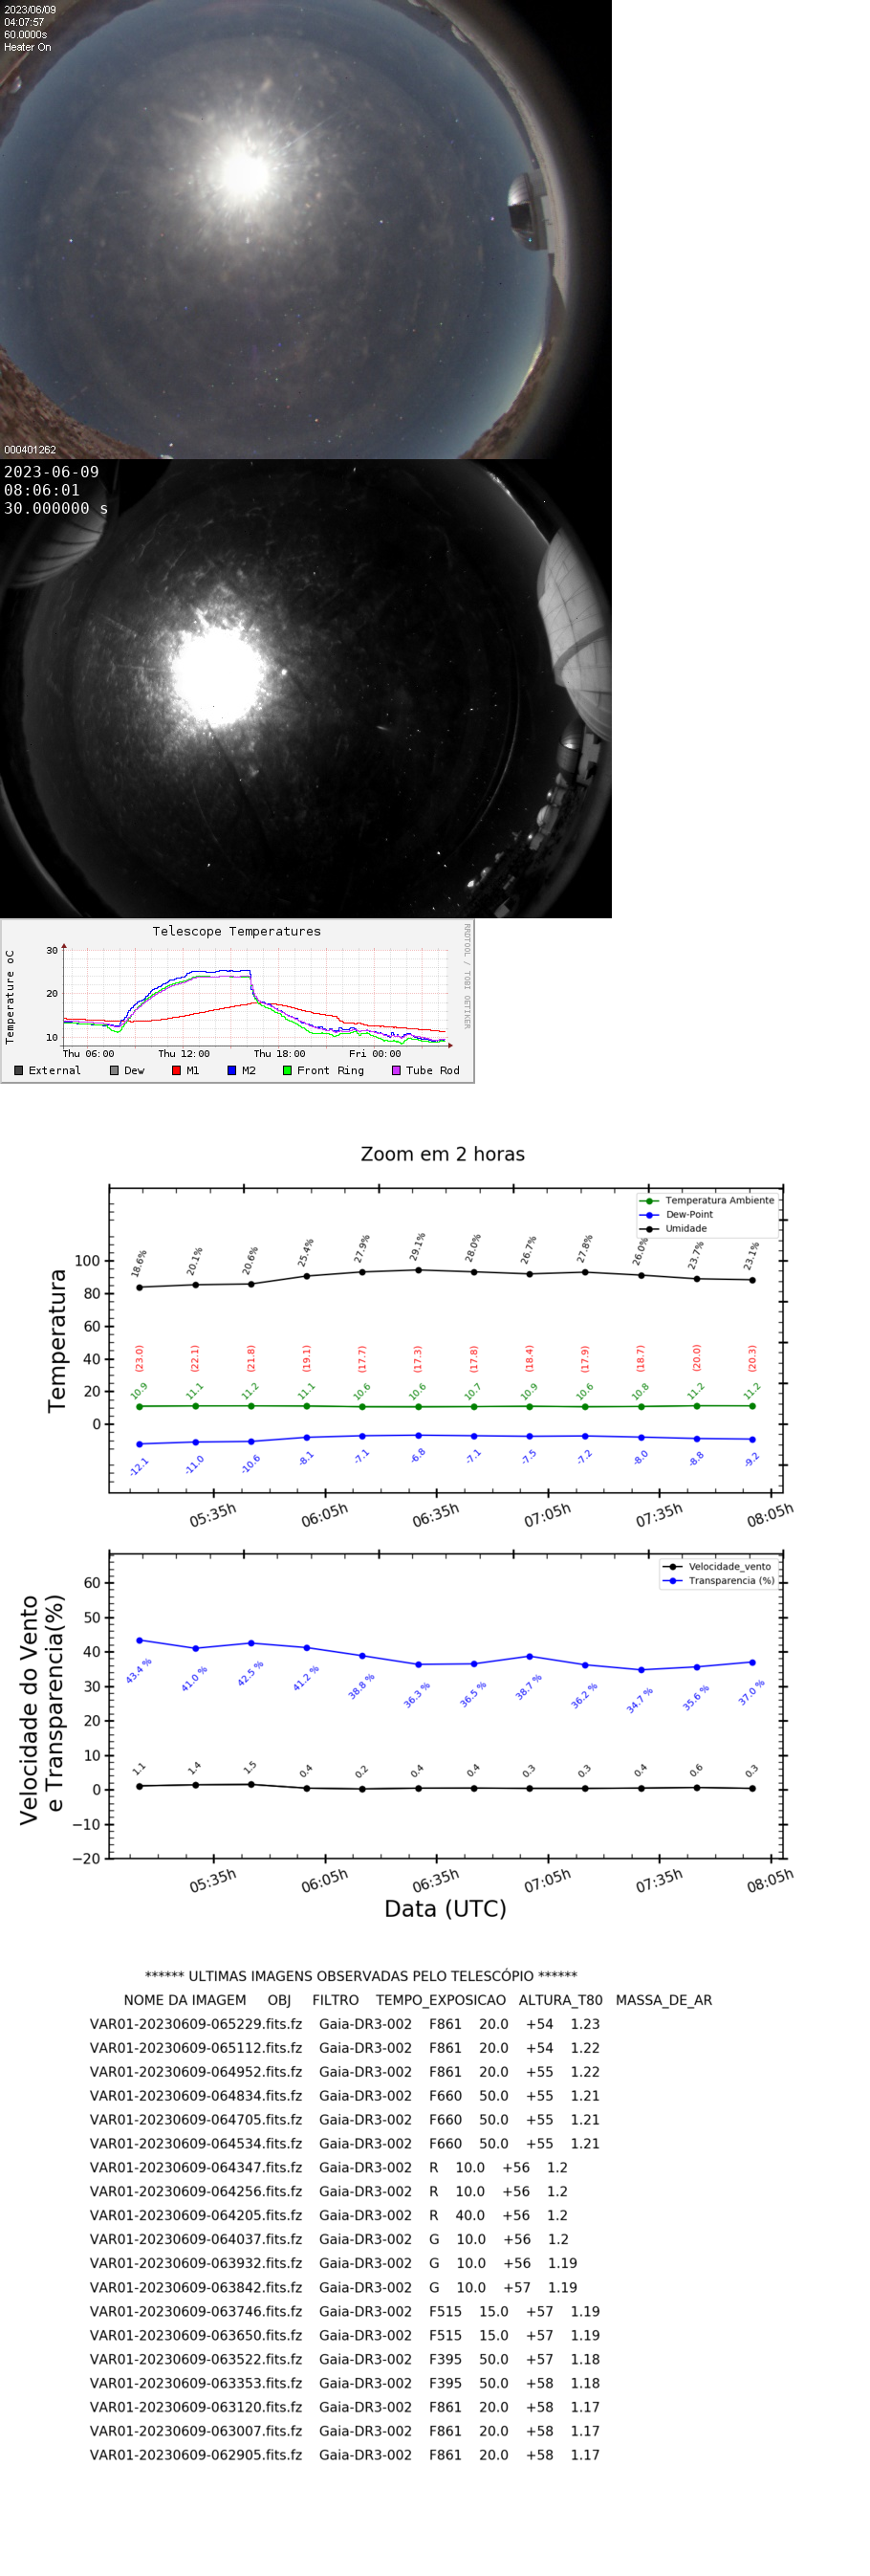 2023/06/09
04:07:57
60.0000s
Heater On
000401262
2023-06-09
08:06:01
30.000000 s
Telescope Temperatures
RRDTOOL / TOBI OETIKER
Temperature oC
30
20
10
Thu 06:00 Thu 12:00 Thu 18:00 Fri 00:00
External Dew M1 M2 Front Ring Tube Rod
Zoom em 2 horas
Temperatura Ambiente
Dew-Point
Umidade
Temperatura
100
80
60
40
20
0
18.6% 20.1% 20.6% 25.4% 27.9% 29.1% 28.0% 26.7% 27.8% 26.0% 23.7% 23.1%
(23.0) (22.1) (21.8) (19.1) (17.7) (17.3) (17.8) (18.4) (17.9) (18.7) (20.0) (20.3)
10.9 11.1 11.2 11.1 10.6 10.6 10.7 10.9 10.6 10.8 11.2 11.2
-12.1 -11.0 -10.6 -8.1 -7.1 -6.8 -7.1 -7.5 -7.2 -8.0 -8.8 -9.2
05:35h 06:05h 06:35h 07:05h 07:35h 08:05h
Velocidade_vento
Transparencia (%)
Velocidade do Vento
e Transparencia(%)
60
50
40
30
20
10
0
−10
−20
43.4 % 41.0 % 42.5 % 41.2 % 38.8 % 36.3 % 36.5 % 38.7 % 36.2 % 34.7 % 35.6 % 37.0 %
1.1 1.4 1.5 0.4 0.2 0.4 0.4 0.3 0.3 0.4 0.6 0.3
05:35h 06:05h 06:35h 07:05h 07:35h 08:05h
Data (UTC)
****** ULTIMAS IMAGENS OBSERVADAS PELO TELESCÓPIO ******
NOME DA IMAGEM OBJ FILTRO TEMPO_EXPOSICAO ALTURA_T80 MASSA_DE_AR
VAR01-20230609-065229.fits.fz Gaia-DR3-002 F861 20.0 +54 1.23
VAR01-20230609-065112.fits.fz Gaia-DR3-002 F861 20.0 +54 1.22
VAR01-20230609-064952.fits.fz Gaia-DR3-002 F861 20.0 +55 1.22
VAR01-20230609-064834.fits.fz Gaia-DR3-002 F660 50.0 +55 1.21
VAR01-20230609-064705.fits.fz Gaia-DR3-002 F660 50.0 +55 1.21
VAR01-20230609-064534.fits.fz Gaia-DR3-002 F660 50.0 +55 1.21
VAR01-20230609-064347.fits.fz Gaia-DR3-002 R 10.0 +56 1.2
VAR01-20230609-064256.fits.fz Gaia-DR3-002 R 10.0 +56 1.2
VAR01-20230609-064205.fits.fz Gaia-DR3-002 R 40.0 +56 1.2
VAR01-20230609-064037.fits.fz Gaia-DR3-002 G 10.0 +56 1.2
VAR01-20230609-063932.fits.fz Gaia-DR3-002 G 10.0 +56 1.19
VAR01-20230609-063842.fits.fz Gaia-DR3-002 G 10.0 +57 1.19
VAR01-20230609-063746.fits.fz Gaia-DR3-002 F515 15.0 +57 1.19
VAR01-20230609-063650.fits.fz Gaia-DR3-002 F515 15.0 +57 1.19
VAR01-20230609-063522.fits.fz Gaia-DR3-002 F395 50.0 +57 1.18
VAR01-20230609-063353.fits.fz Gaia-DR3-002 F395 50.0 +58 1.18
VAR01-20230609-063120.fits.fz Gaia-DR3-002 F861 20.0 +58 1.17
VAR01-20230609-063007.fits.fz Gaia-DR3-002 F861 20.0 +58 1.17
VAR01-20230609-062905.fits.fz Gaia-DR3-002 F861 20.0 +58 1.17